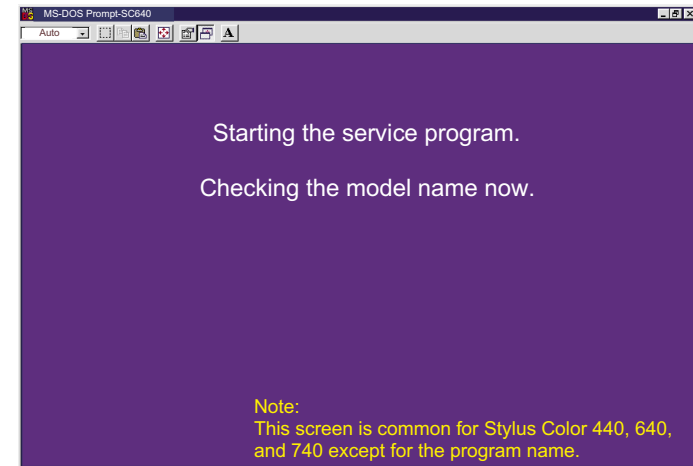 MS-DOS Prompt-SC640
Auto
A
Starting the service program.
Checking the model name now.
Note:
This screen is common for Stylus Color 440, 640,
and 740 except for the program name.